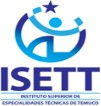 ISETT
INSTITUTO SUPERIOR DE
ESPECIALIDADES TÉCNICAS DE TEMUCO